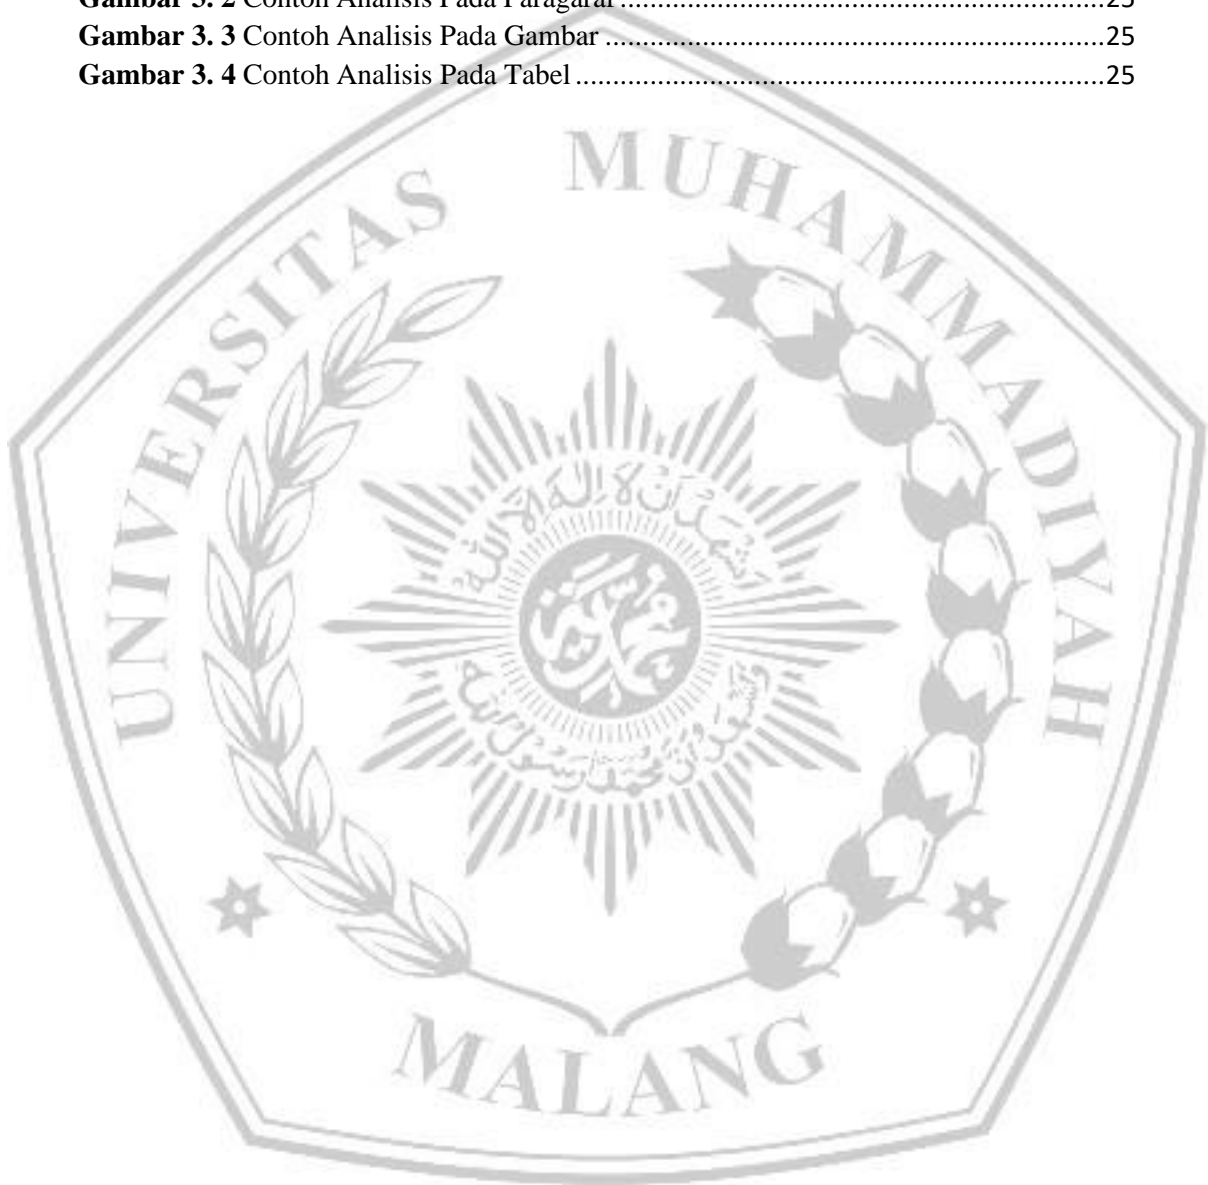 Gambar 3. 2 Contoh Analisis Pada Paragaraf ........................................................................25
Gambar 3. 3 Contoh Analisis Pada Gambar ..........................................................................25
Gambar 3. 4 Contoh Analisis Pada Tabel ..............................................................................25
UNIVERSITAS MUHAMMADIYAH
MALANG